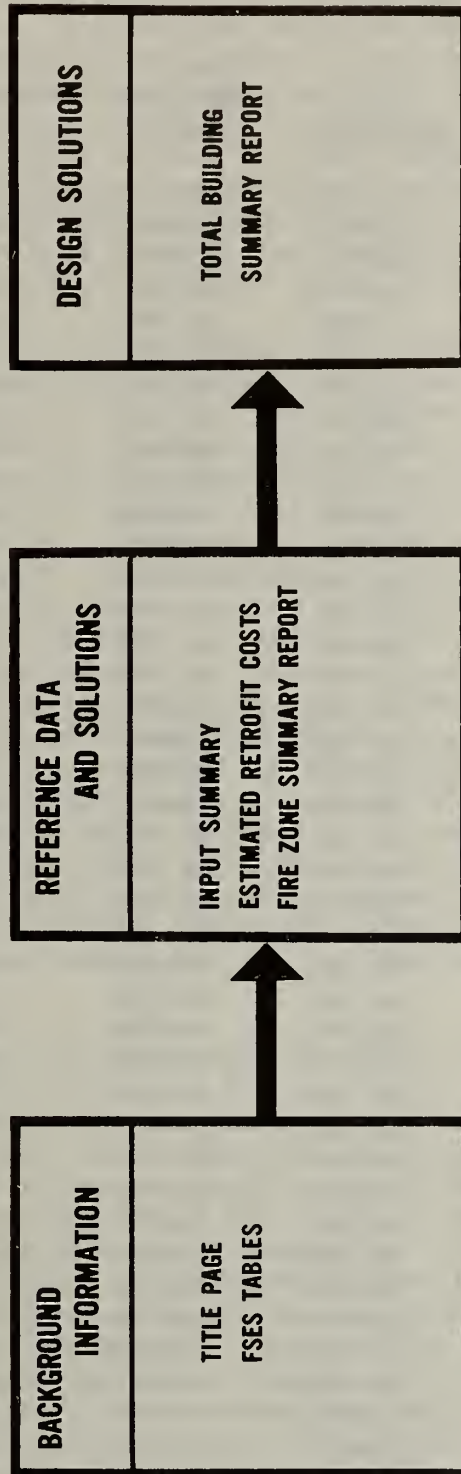 BACKGROUND
INFORMATION
TITLE PAGE
FSES TABLES
REFERENCE DATA
AND SOLUTIONS
INPUT SUMMARY
ESTIMATED RETROFIT COSTS
FIRE ZONE SUMMARY REPORT
DESIGN SOLUTIONS
TOTAL BUILDING
SUMMARY REPORT